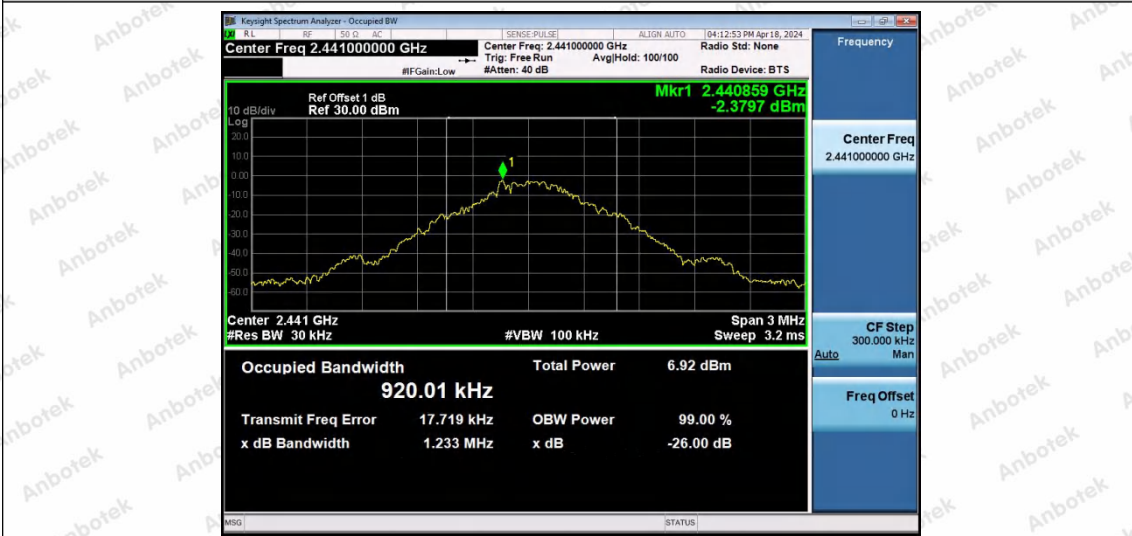 Keysight Spectrum Analyzer - Occupied BW
RL RF 50 Ω AC SENSE:PULSE ALIGN AUTO 04:12:53 PM Apr 18, 2024
Center Freq 2.441000000 GHz
Center Freq: 2.441000000 GHz
Radio Std: None
Trig: Free Run Avg|Hold: 100/100
#IFGain:Low #Atten: 40 dB Radio Device: BTS
Mkr1 2.440859 GHz
-2.3797 dBm
Ref Offset 1 dB
10 dB/div Ref 30.00 dBm
Log
20.0
10.0
0.00
-10.0
-20.0
-30.0
-40.0
-50.0
-60.0
1
Center 2.441 GHz Span 3 MHz
#Res BW 30 kHz #VBW 100 kHz Sweep 3.2 ms
Occupied Bandwidth Total Power 6.92 dBm
920.01 kHz
Transmit Freq Error 17.719 kHz OBW Power 99.00 %
x dB Bandwidth 1.233 MHz x dB -26.00 dB
MSG STATUS
Frequency
Center Freq
2.441000000 GHz
CF Step
300.000 kHz
Auto Man
Freq Offset
0 Hz
Anbotek